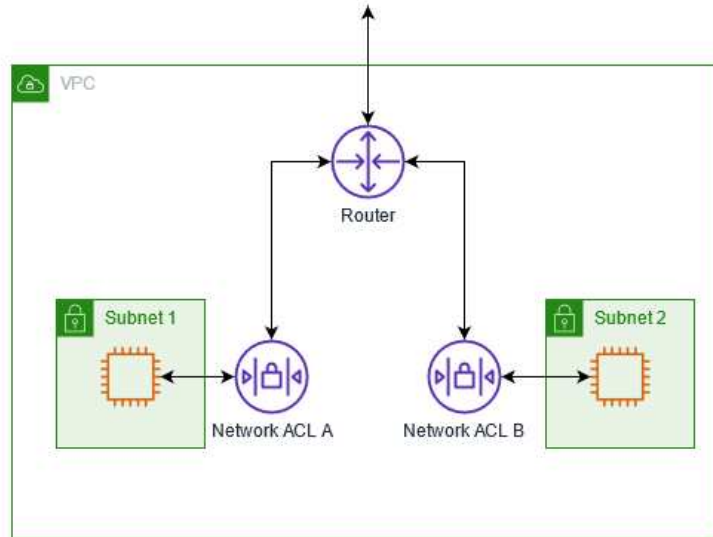 VPC
Router
Subnet 1
Subnet 2
Network ACL A
Network ACL B